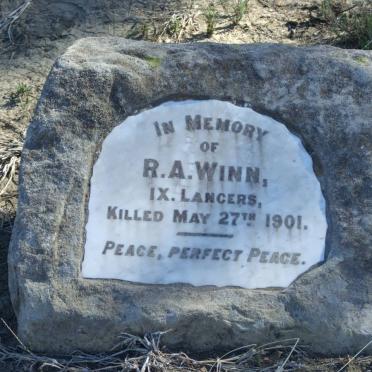 In Memory
of
R.A. Winn,
IX. Lancers,
Killed May 27th 1901.
Peace, perfect Peace.